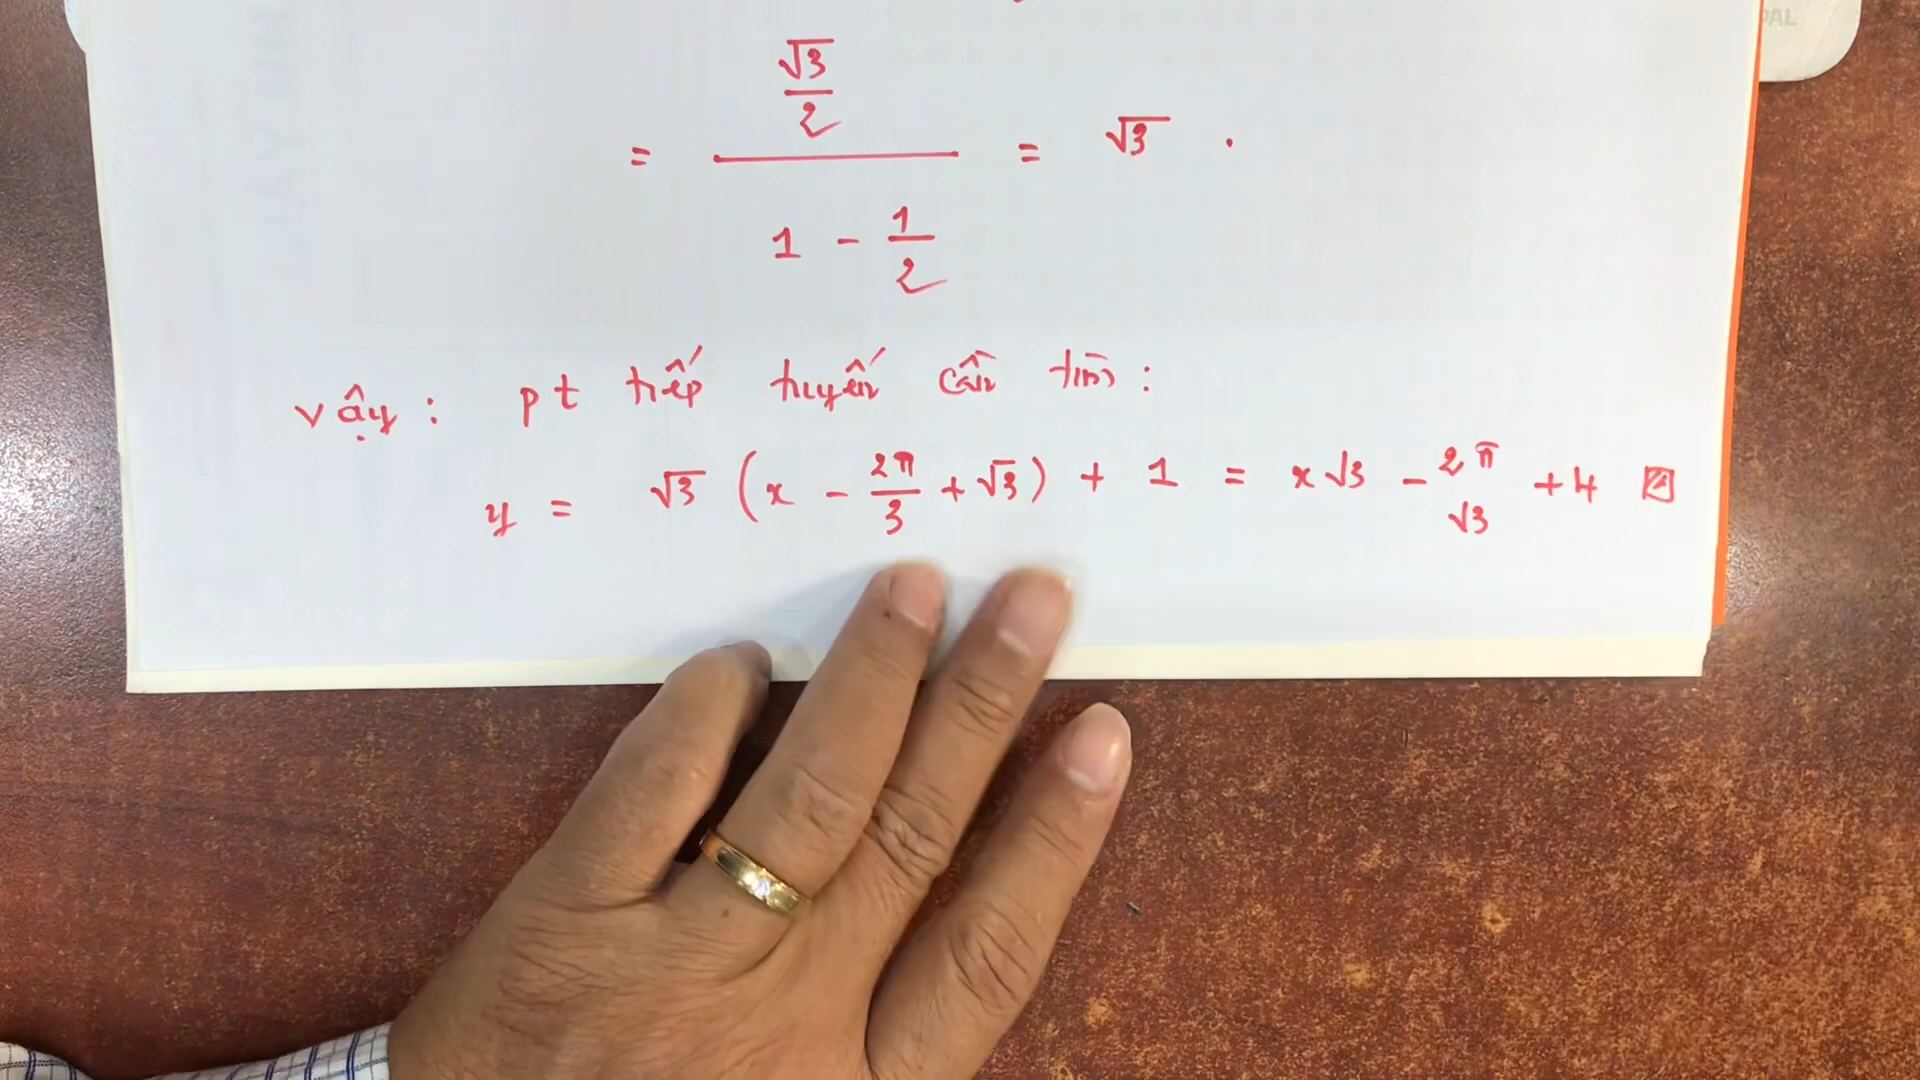 = (√3/2)/(1 - 1/2) = √3 .
vậy : pt tiếp tuyến cần tìm :
y = √3 (x - 2π/3 + √3) + 1 = x√3 - 2π/√3 + 4